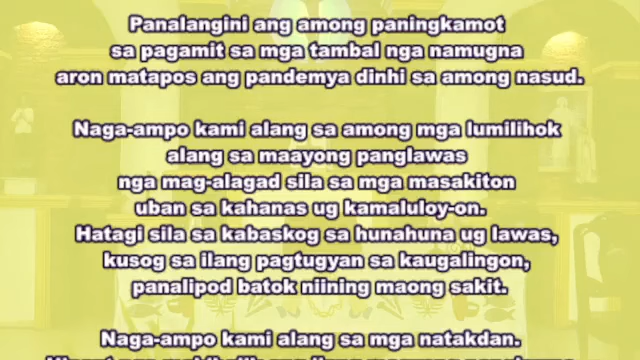 Panalangini ang among paningkamot
sa pagamit sa mga tambal nga namugna
aron matapos ang pandemya dinhi sa among nasud.
Naga-ampo kami alang sa among mga lumilihok
alang sa maayong panglawas
nga mag-alagad sila sa mga masakiton
uban sa kahanas ug kamaluloy-on.
Hatagi sila sa kabaskog sa hunahuna ug lawas,
kusog sa ilang pagtugyan sa kaugalingon,
panalipod batok niining maong sakit.
Naga-ampo kami alang sa mga natakdan.